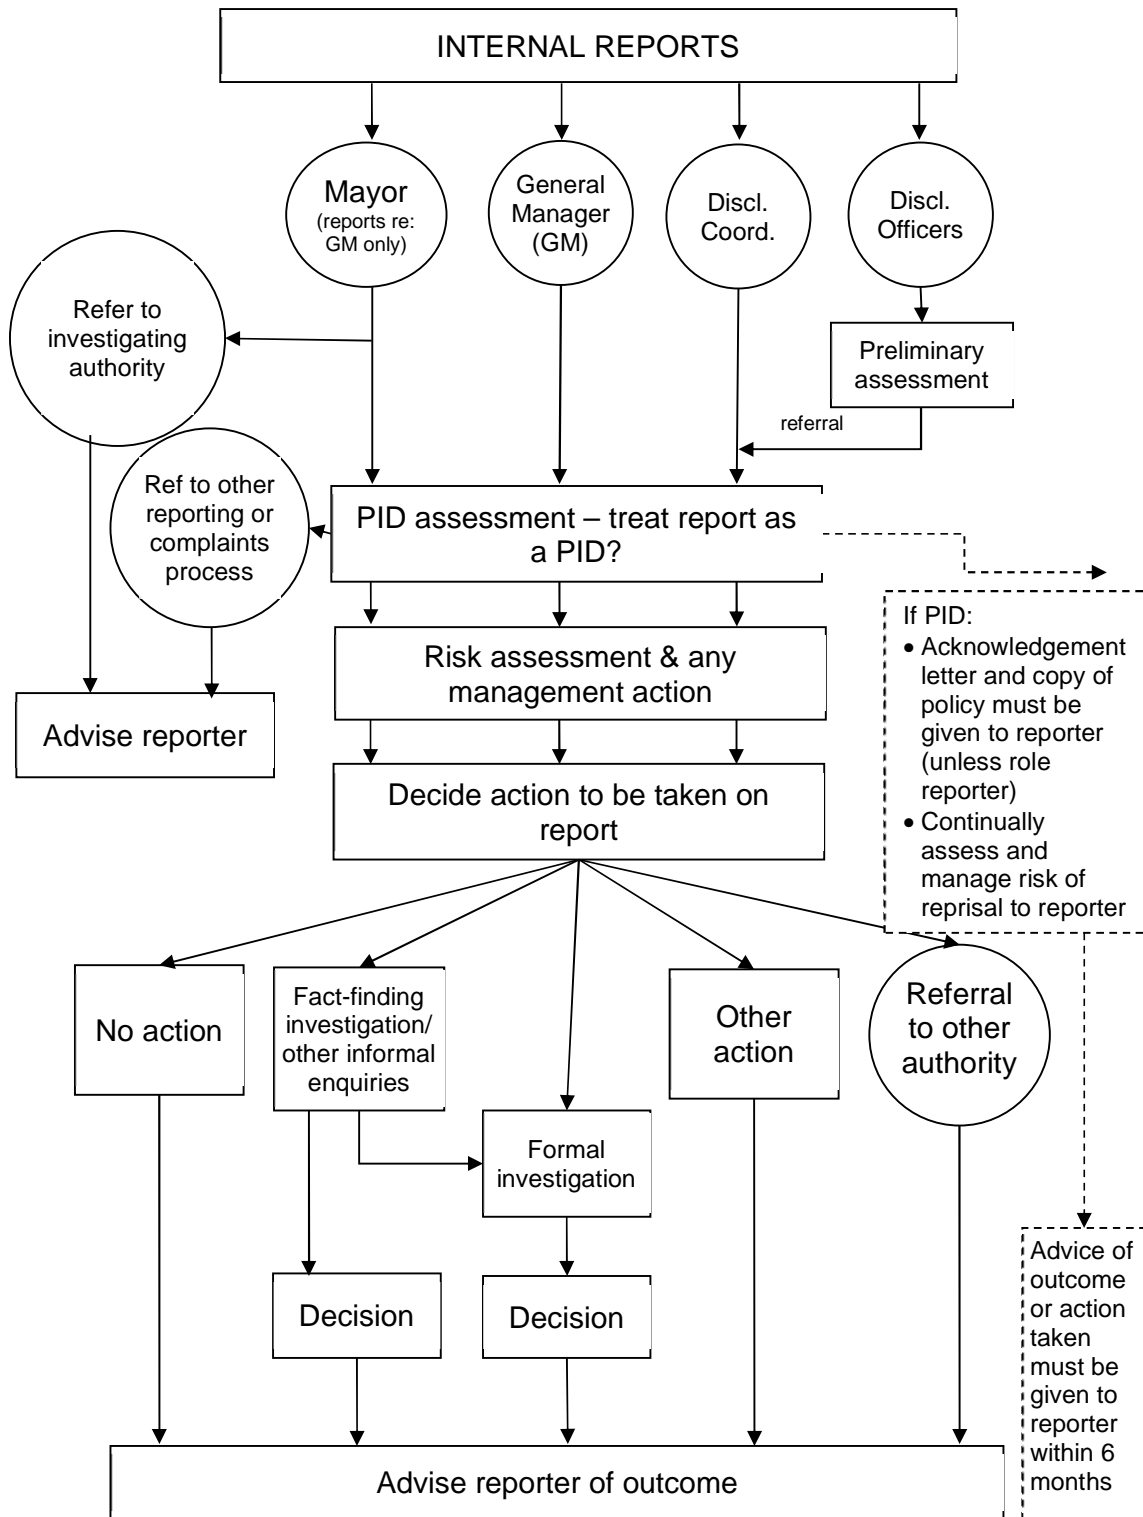 INTERNAL REPORTS
Mayor
(reports re:
GM only)
General
Manager
(GM)
Discl.
Coord.
Discl.
Officers
Refer to
investigating
authority
Preliminary
assessment
referral
Ref to other
reporting or
complaints
process
PID assessment – treat report as
a PID?
If PID:
• Acknowledgement
letter and copy of
policy must be
given to reporter
(unless role
reporter)
• Continually
assess and
manage risk of
reprisal to reporter
Risk assessment & any
management action
Advise reporter
Decide action to be taken on
report
No action
Fact-finding
investigation/
other informal
enquiries
Other
action
Referral
to other
authority
Formal
investigation
Decision
Decision
Advice of
outcome
or action
taken
must be
given to
reporter
within 6
months
Advise reporter of outcome